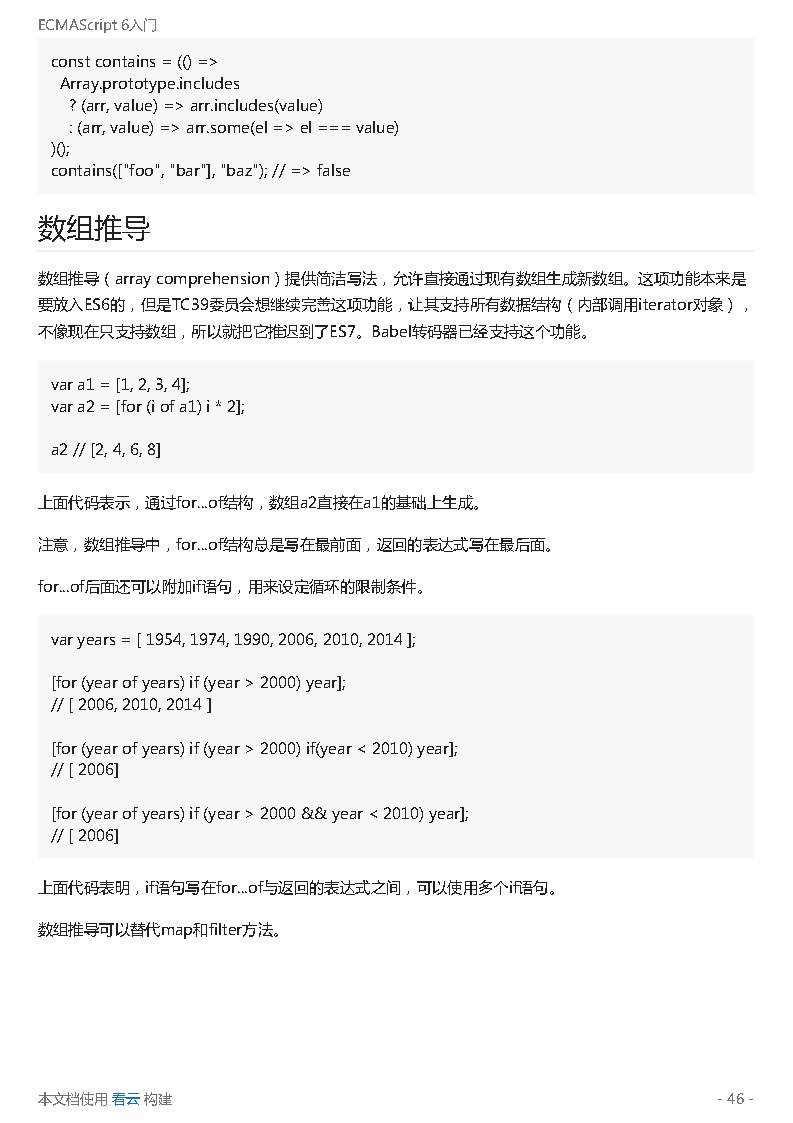 ECMAScript 6入门
const contains = (() =>
  Array.prototype.includes
    ? (arr, value) => arr.includes(value)
    : (arr, value) => arr.some(el => el === value)
)();
contains(["foo", "bar"], "baz"); // => false
数组推导
数组推导（array comprehension）提供简洁写法，允许直接通过现有数组生成新数组。这项功能本来是
要放入ES6的，但是TC39委员会想继续完善这项功能，让其支持所有数据结构（内部调用iterator对象），
不像现在只支持数组，所以就把它推迟到了ES7。Babel转码器已经支持这个功能。
var a1 = [1, 2, 3, 4];
var a2 = [for (i of a1) i * 2];
a2 // [2, 4, 6, 8]
上面代码表示，通过for...of结构，数组a2直接在a1的基础上生成。
注意，数组推导中，for...of结构总是写在最前面，返回的表达式写在最后面。
for...of后面还可以附加if语句，用来设定循环的限制条件。
var years = [ 1954, 1974, 1990, 2006, 2010, 2014 ];
[for (year of years) if (year > 2000) year];
// [ 2006, 2010, 2014 ]
[for (year of years) if (year > 2000) if(year < 2010) year];
// [ 2006]
[for (year of years) if (year > 2000 && year < 2010) year];
// [ 2006]
上面代码表明，if语句写在for...of与返回的表达式之间，可以使用多个if语句。
数组推导可以替代map和filter方法。
本文档使用 看云 构建
- 46 -